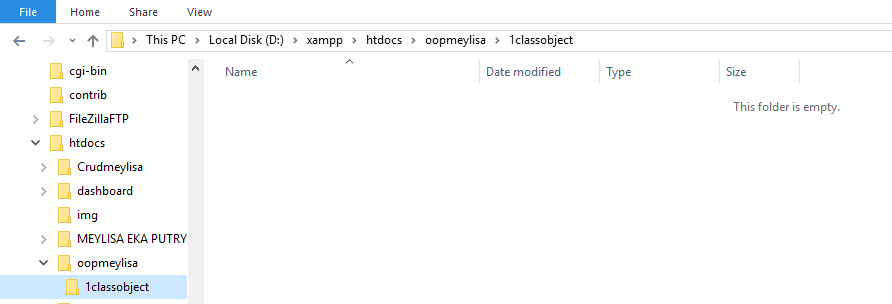 File Home Share View
This PC > Local Disk (D:) > xampp > htdocs > oopmeylisa > 1classobject
Name Date modified Type Size
This folder is empty.
cgi-bin
contrib
FileZillaFTP
htdocs
Crudmeylisa
dashboard
img
MEYLISA EKA PUTRY
oopmeylisa
1classobject